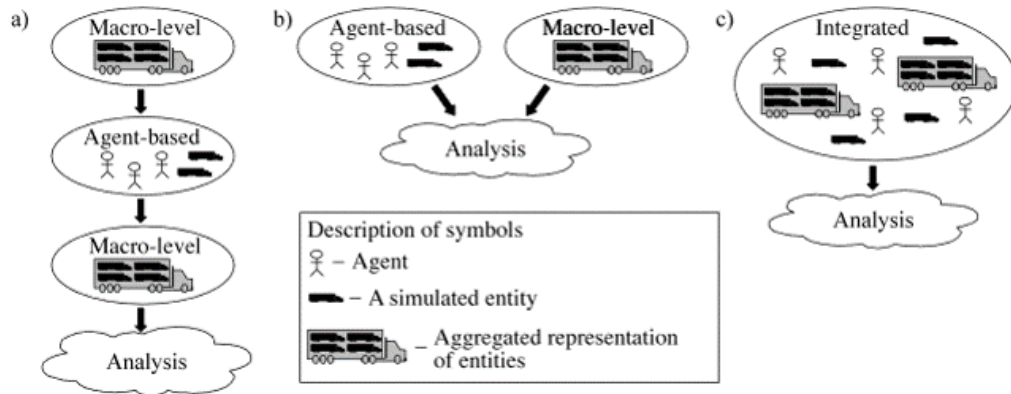 a)
Macro-level
Agent-based
Macro-level
Analysis
b)
Agent-based
Macro-level
Analysis
c)
Integrated
Analysis
Description of symbols
– Agent
– A simulated entity
– Aggregated representation
of entities